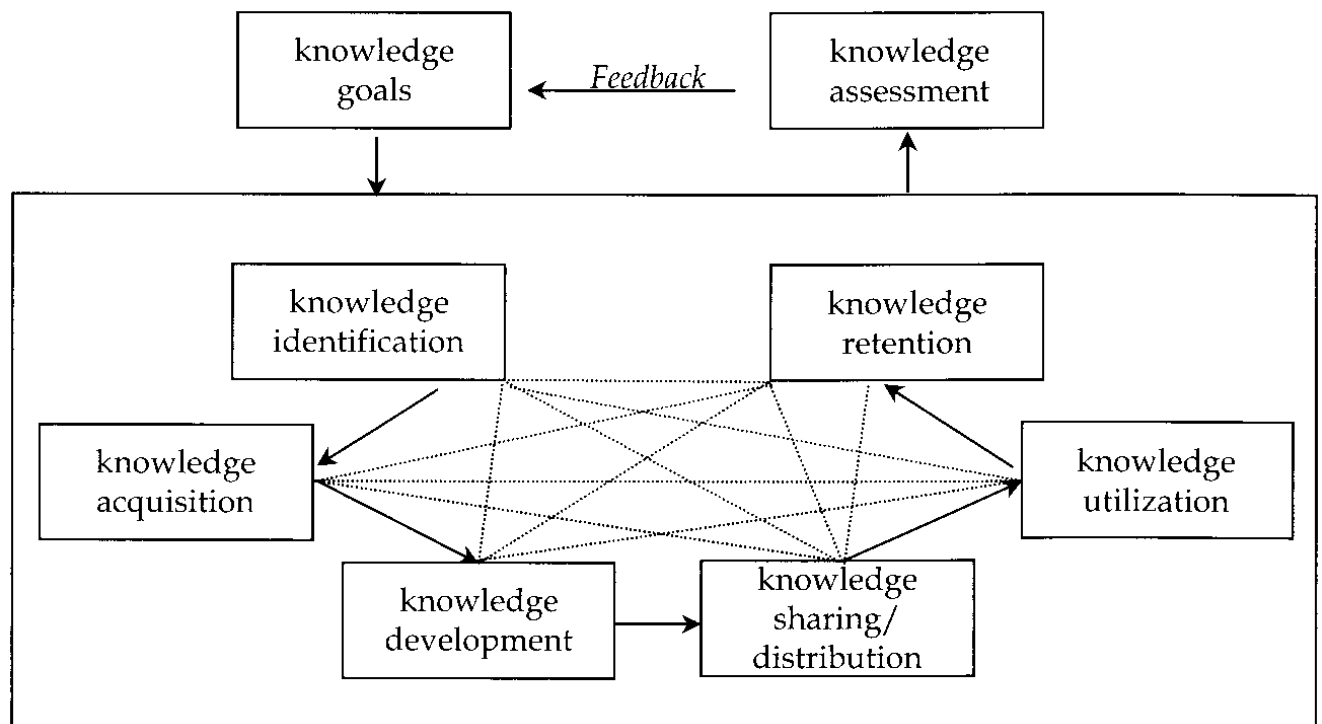 knowledge
goals
Feedback
knowledge
assessment
knowledge
identification
knowledge
retention
knowledge
acquisition
knowledge
utilization
knowledge
development
knowledge
sharing/
distribution